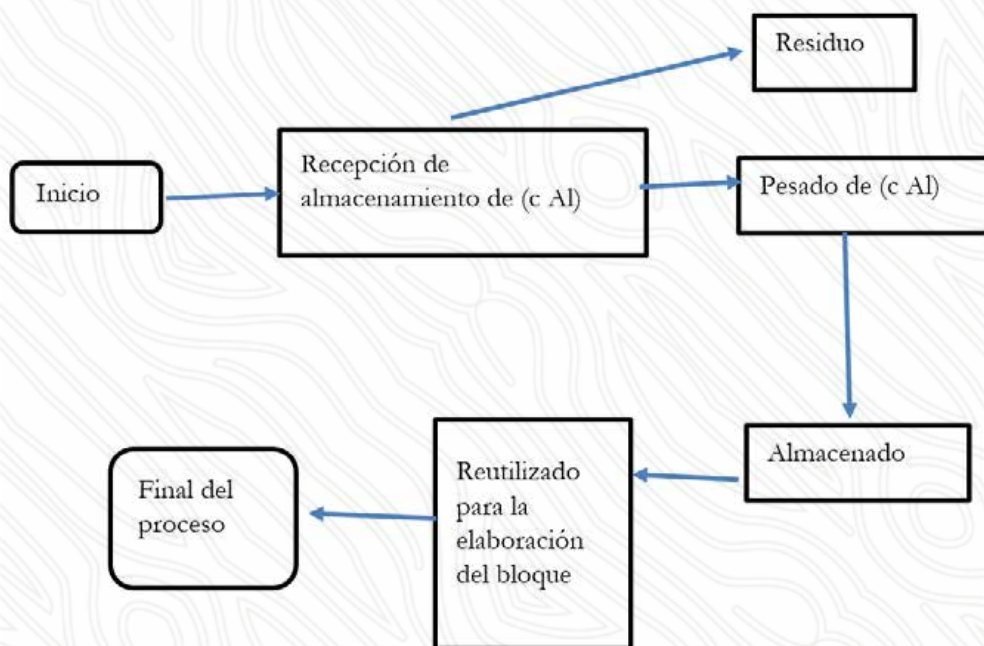 Residuo
Inicio
Recepción de
almacenamiento de (c Al)
Pesado de (c Al)
Almacenado
Reutilizado
para la
elaboración
del bloque
Final del
proceso